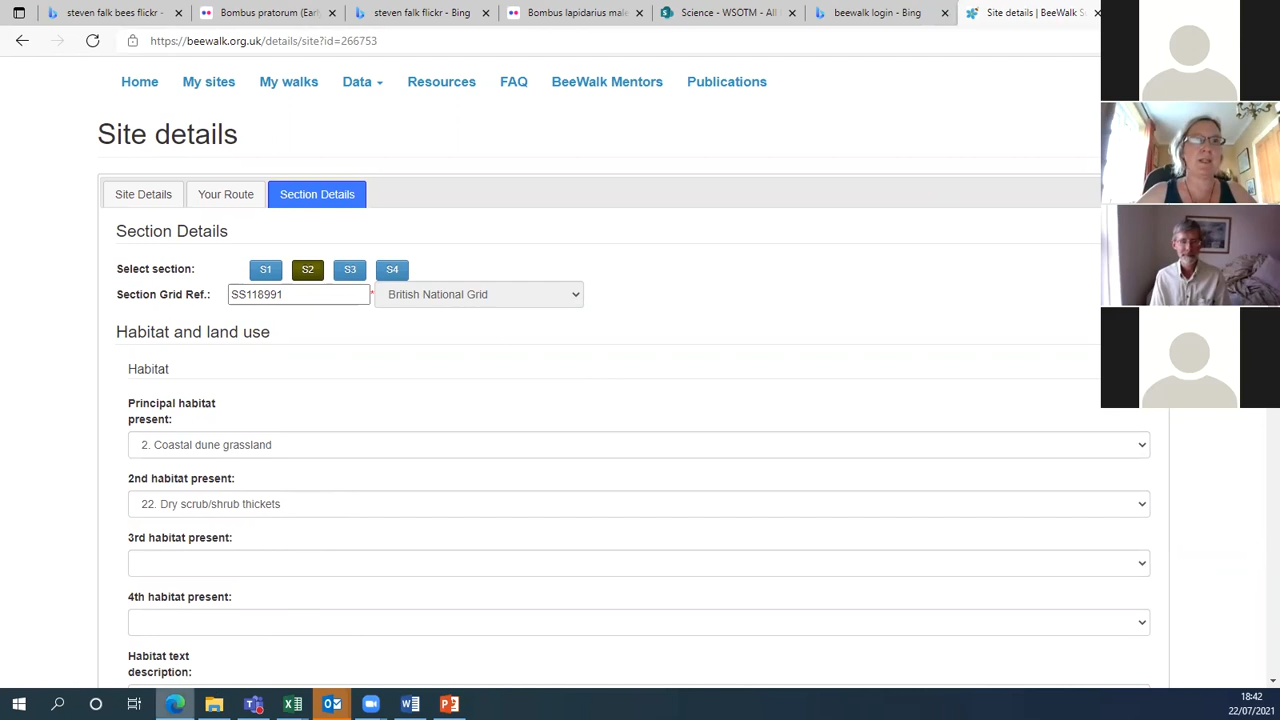 steven falk bees flickr -
Bombus pratorum (Earl
steven falk flickr - Bing
Bombus lapidarius male
Science - WSOTM - All
beewalk login - Bing
Site details | BeeWalk S
https://beewalk.org.uk/details/site?id=266753
Home
My sites
My walks
Data
Resources
FAQ
BeeWalk Mentors
Publications
Site details
Site Details
Your Route
Section Details
Section Details
Select section:
S1
S2
S3
S4
Section Grid Ref.:
SS118991
*
British National Grid
Habitat and land use
Habitat
Principal habitat
present:
2. Coastal dune grassland
2nd habitat present:
22. Dry scrub/shrub thickets
3rd habitat present:
4th habitat present:
Habitat text
description:
18:42
22/07/2021